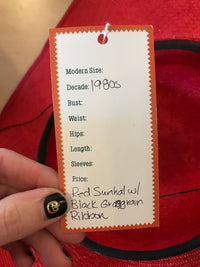 Modern Size:
Decade: 1980s
Bust:
Waist:
Hips:
Length:
Sleeves:
Price:
Red Sunhat w/
Black Grosgrain
Ribbon